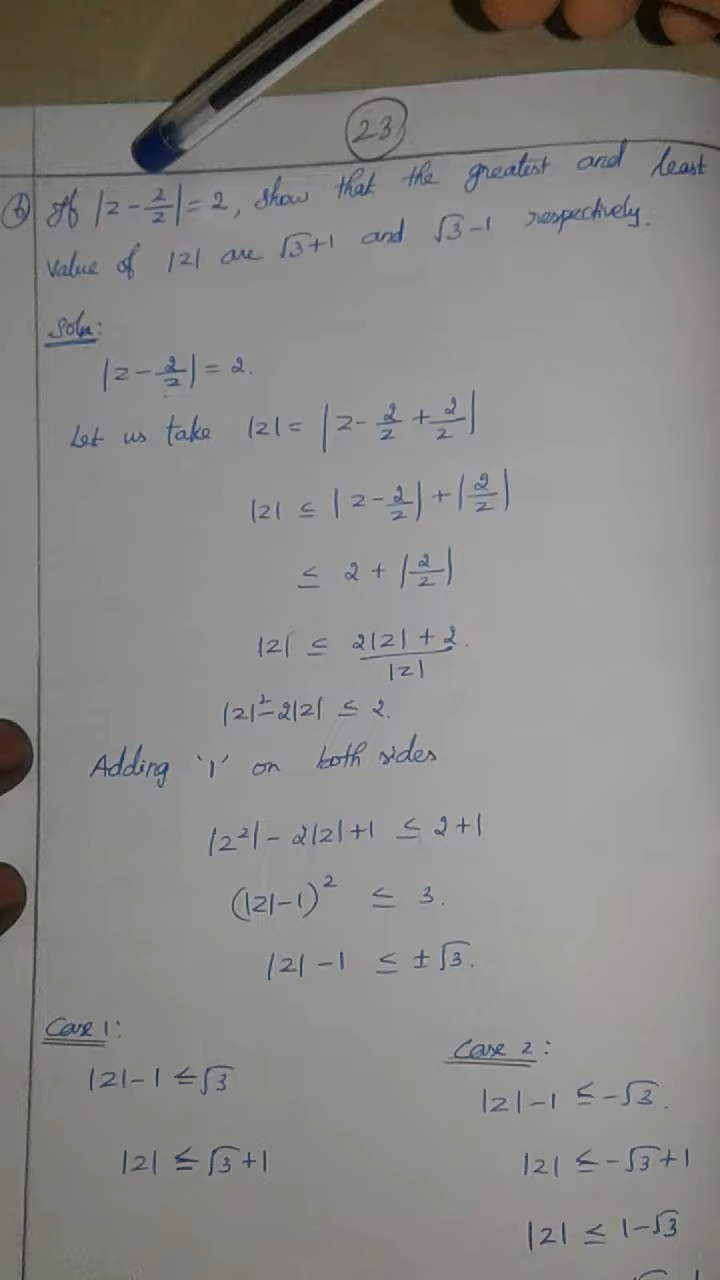 23
⑥ If |z - 2/z| = 2, show that the greatest and least
value of |z| are √3+1 and √3-1 respectively.
Soln:
|z - 2/z| = 2.
Let us take |z| = |z - 2/z + 2/z|
|z| ≤ |z - 2/z| + |2/z|
≤ 2 + |2/z|
|z| ≤ 2|z| + 2. / |z|
|z|² - 2|z| ≤ 2.
Adding '1' on both sides
|z²| - 2|z| + 1 ≤ 2+1
(|z| - 1)² ≤ 3.
|z| - 1 ≤ ±√3.
Case 1:
|z| - 1 ≤ √3
|z| ≤ √3+1
Case 2:
|z| - 1 ≤ -√3.
|z| ≤ -√3+1
|z| ≤ 1-√3